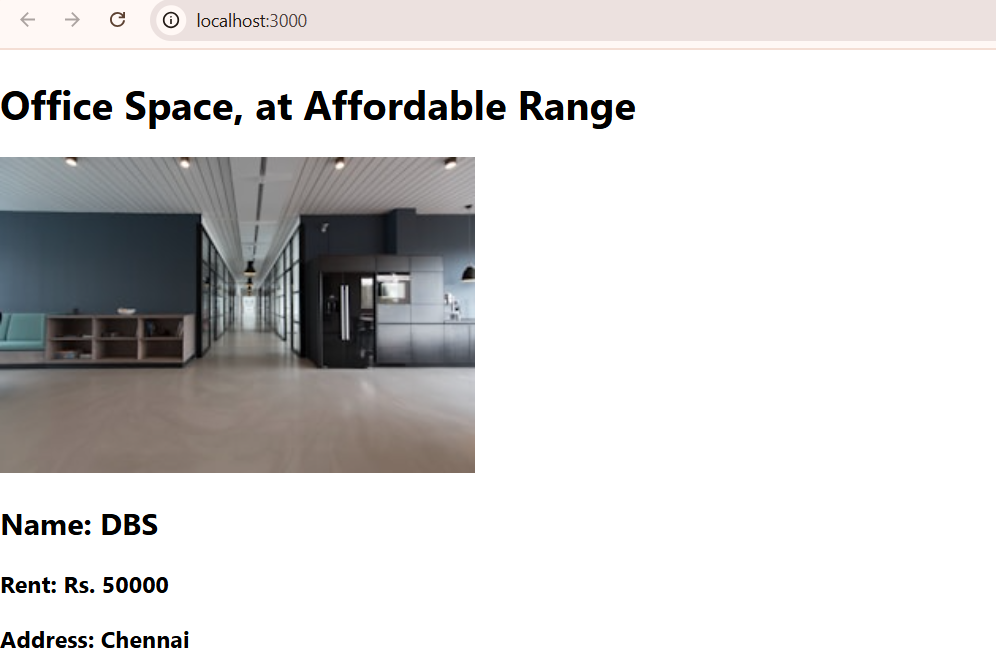 localhost:3000
Office Space, at Affordable Range
Name: DBS
Rent: Rs. 50000
Address: Chennai